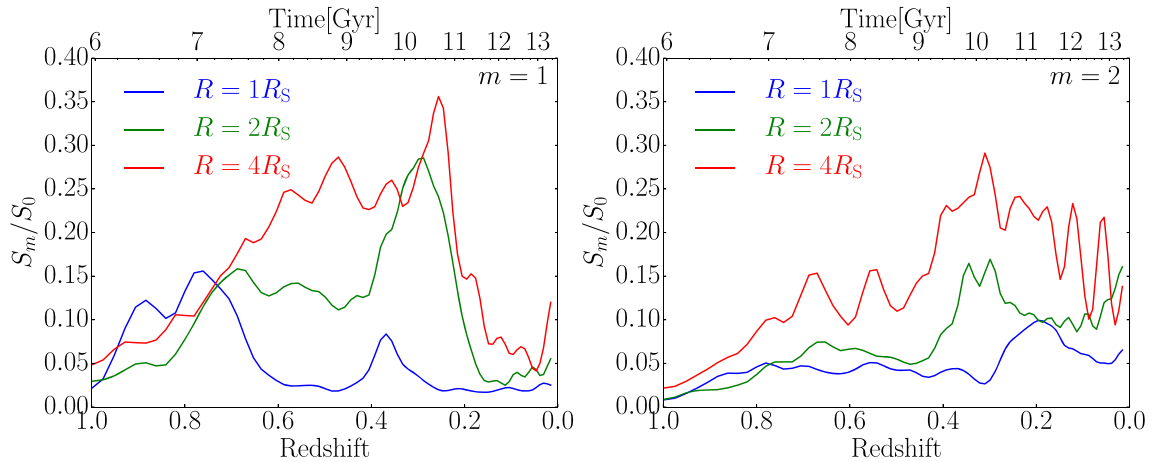 Time[Gyr]
6 7 8 9 10 11 12 13
0.40
m = 1
R = 1R_S
0.35
R = 2R_S
0.30
R = 4R_S
0.25
0.20
0.15
0.10
0.05
0.00
S_m/S_0
1.0 0.8 0.6 0.4 0.2 0.0
Redshift
Time[Gyr]
6 7 8 9 10 11 12 13
0.40
m = 2
R = 1R_S
0.35
R = 2R_S
0.30
R = 4R_S
0.25
0.20
0.15
0.10
0.05
0.00
S_m/S_0
1.0 0.8 0.6 0.4 0.2 0.0
Redshift